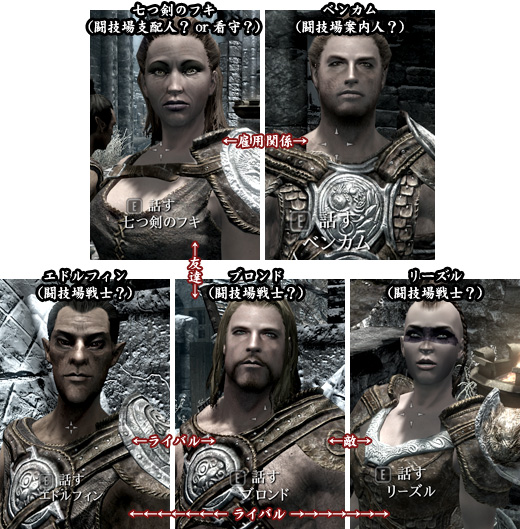 七つ剣のフキ
(闘技場支配人？ or 看守？)
ベンカム
(闘技場案内人？)
←雇用関係→
E 話す
七つ剣のフキ
E 話す
ベンカム
←友達→
エドルフィン
(闘技場戦士？)
ブロンド
(闘技場戦士？)
リーズル
(闘技場戦士？)
←ライバル→
←敵→
E 話す
エドルフィン
E 話す
ブロンド
E 話す
リーズル
←←←←←←← ライバル →→→→→→→